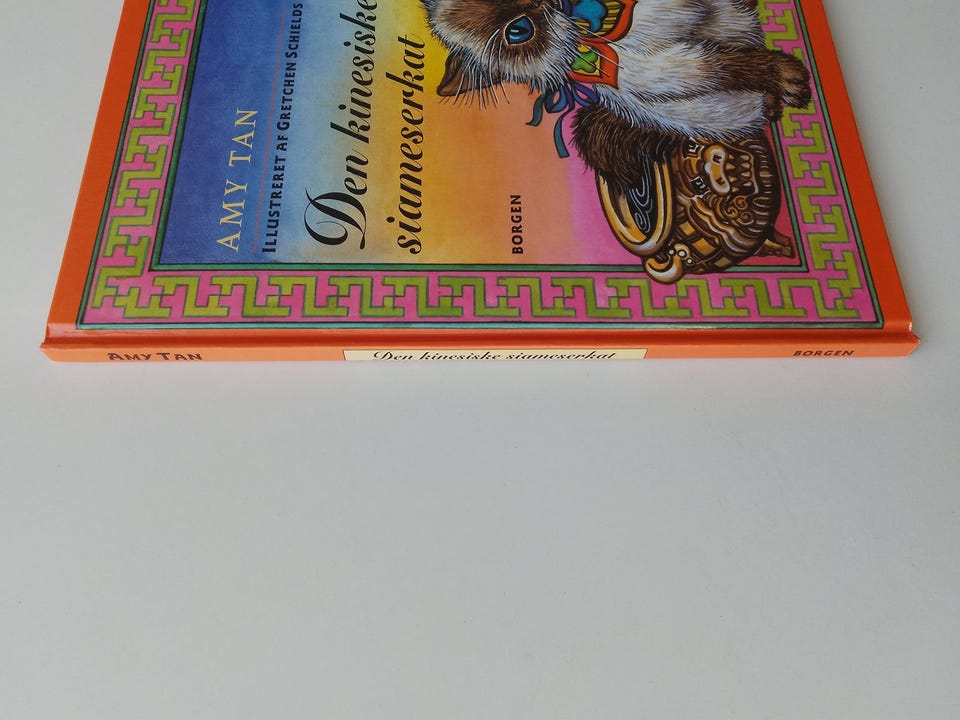 AMY TAN
ILLUSTRERET AF GRETCHEN SCHIELDS
Den kinesiske
siameserkat
BORGEN
AMY TAN
Den kinesiske siameserkat
BORGEN